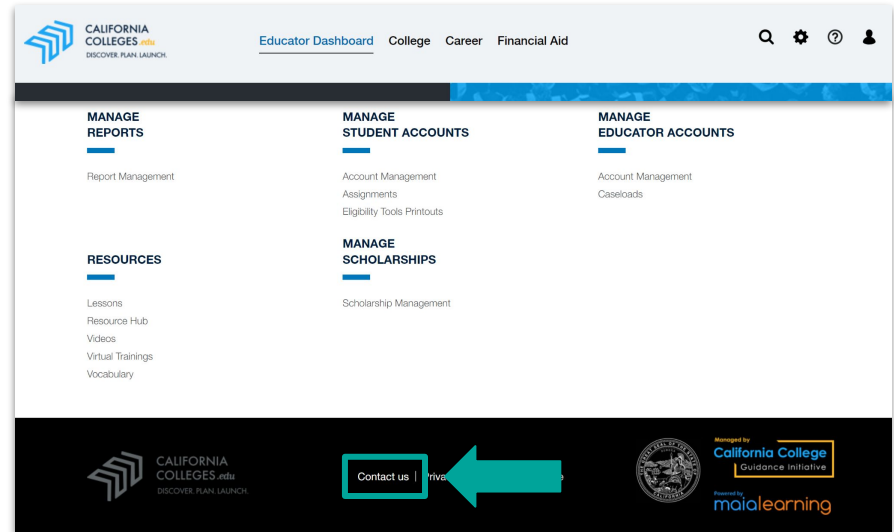 CALIFORNIA
COLLEGES.edu
DISCOVER. PLAN. LAUNCH.
Educator Dashboard College Career Financial Aid
MANAGE
REPORTS
Report Management
MANAGE
STUDENT ACCOUNTS
Account Management
Assignments
Eligibility Tools Printouts
MANAGE
EDUCATOR ACCOUNTS
Account Management
Caseloads
RESOURCES
Lessons
Resource Hub
Videos
Virtual Trainings
Vocabulary
MANAGE
SCHOLARSHIPS
Scholarship Management
CALIFORNIA
COLLEGES.edu
DISCOVER. PLAN. LAUNCH.
Contact us |
Managed by
California College
Guidance Initiative
Powered by
maialearning